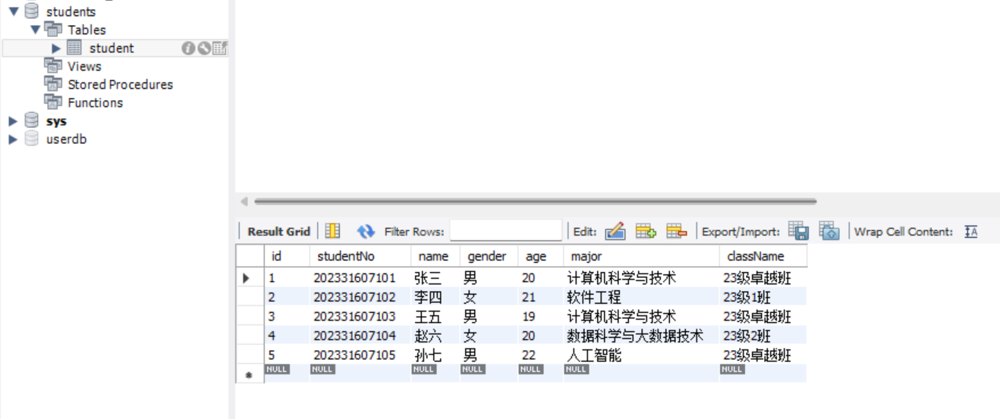 students
Tables
student
Views
Stored Procedures
Functions
sys
userdb
Result Grid Filter Rows: Edit: Export/Import: Wrap Cell Content:
id studentNo name gender age major className
1 202331607101 张三 男 20 计算机科学与技术 23级卓越班
2 202331607102 李四 女 21 软件工程 23级1班
3 202331607103 王五 男 19 计算机科学与技术 23级卓越班
4 202331607104 赵六 女 20 数据科学与大数据技术 23级2班
5 202331607105 孙七 男 22 人工智能 23级卓越班
NULL NULL NULL NULL NULL NULL NULL